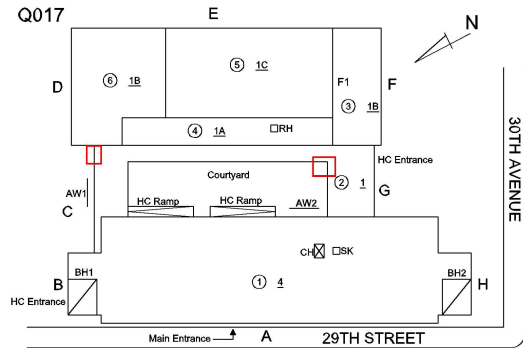 Q017
E
N
D
6 1B
5 1C
F1
F
3 1B
4 1A
RH
HC Entrance
30TH AVENUE
Courtyard
2 1
AW1
C
HC Ramp
HC Ramp
AW2
G
CH
SK
B
BH1
1 4
BH2
H
HC Entrance
Main Entrance
A
29TH STREET